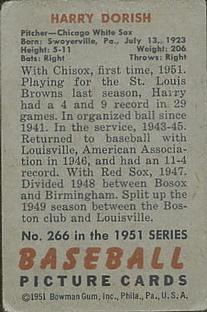 HARRY DORISH
Pitcher—Chicago White Sox
Born: Swoyerville, Pa., July 13, 1923
Height: 5-11 Weight: 206
Bats: Right Throws: Right
With Chisox, first time, 1951.
Playing for the St. Louis
Browns last season, Harry
had a 4 and 9 record in 29
games. In organized ball since
1941. In the service, 1943-45.
Returned to baseball with
Louisville, American Associa-
tion in 1946, and had an 11-4
record. With Red Sox, 1947.
Divided 1948 between Bosox
and Birmingham. Split up the
1949 season between the Bos-
ton club and Louisville.
No. 266 in the 1951 SERIES
BASEBALL
PICTURE CARDS
©1951 Bowman Gum, Inc., Phila., Pa., U. S. A.